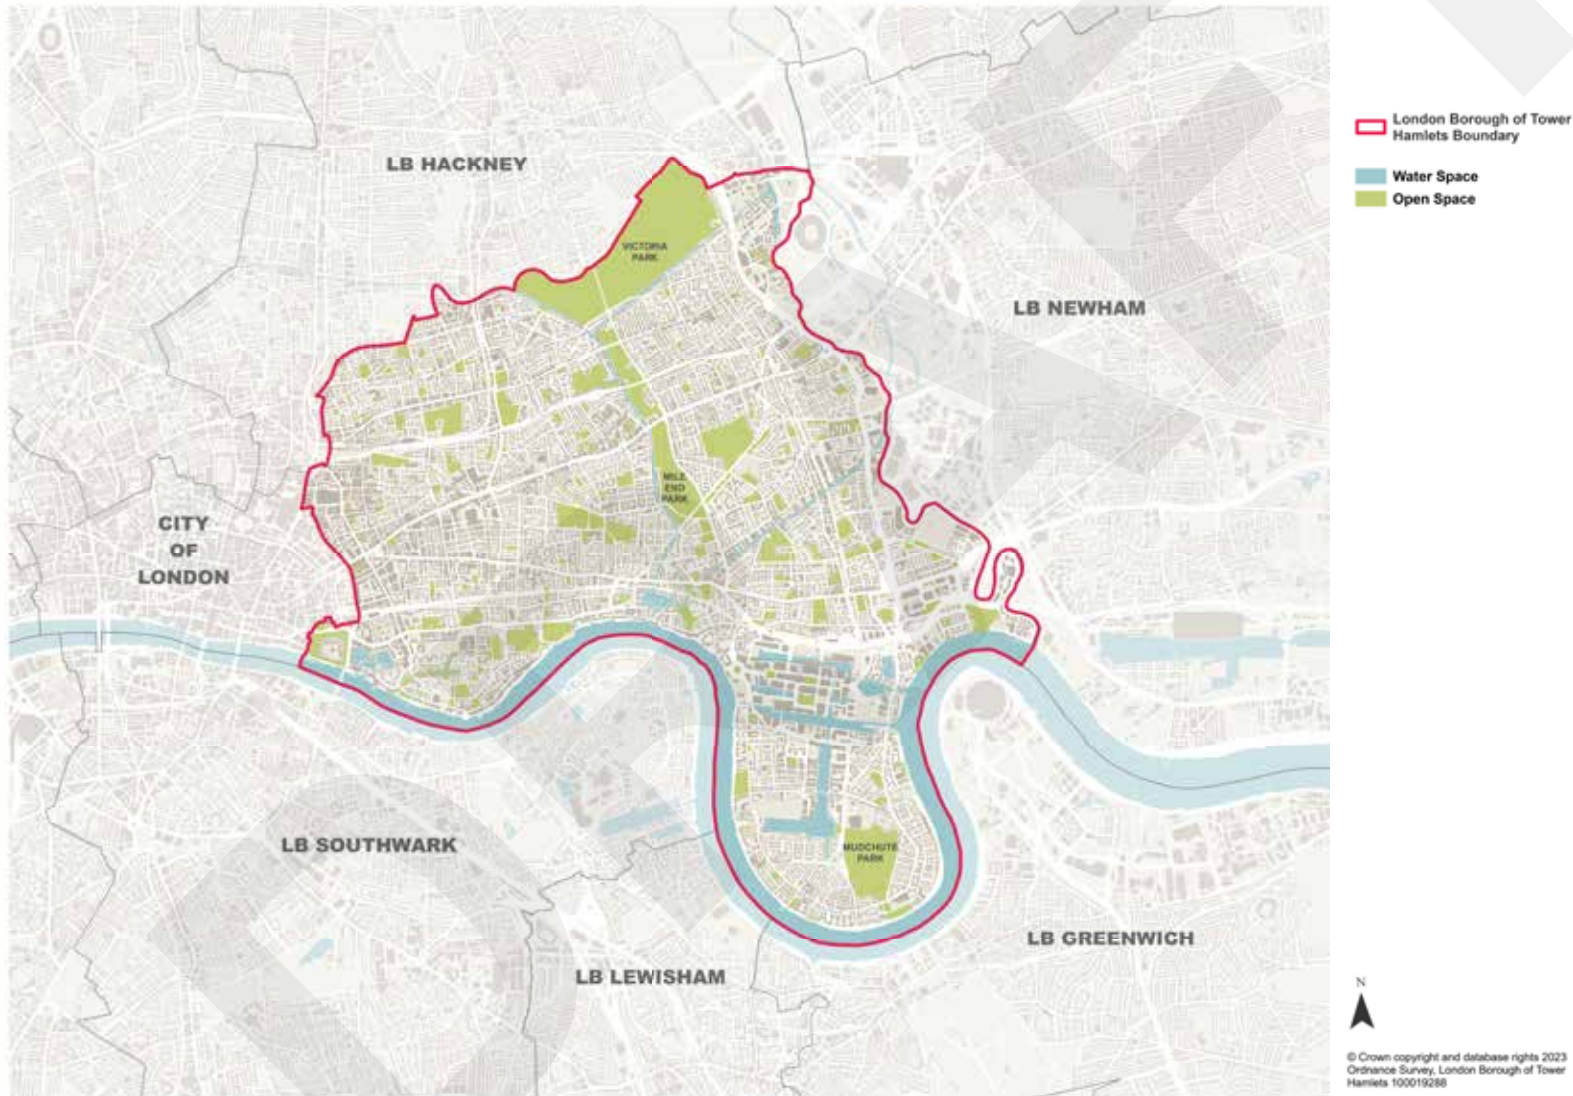 LB HACKNEY
London Borough of Tower
Hamlets Boundary
Water Space
Open Space
VICTORIA
PARK
LB NEWHAM
MILE
END
PARK
CITY
OF
LONDON
LB SOUTHWARK
MUDCHUTE
PARK
LB GREENWICH
LB LEWISHAM
N
© Crown copyright and database rights 2023
Ordnance Survey, London Borough of Tower
Hamlets 100019288